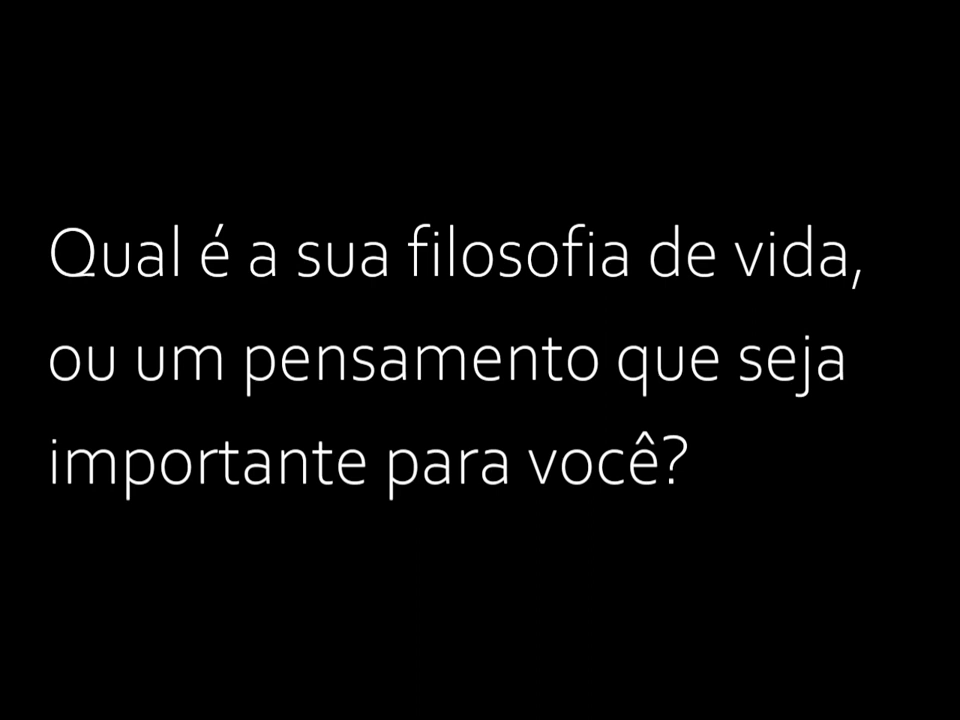 Qual é a sua filosofia de vida,
ou um pensamento que seja
importante para você?